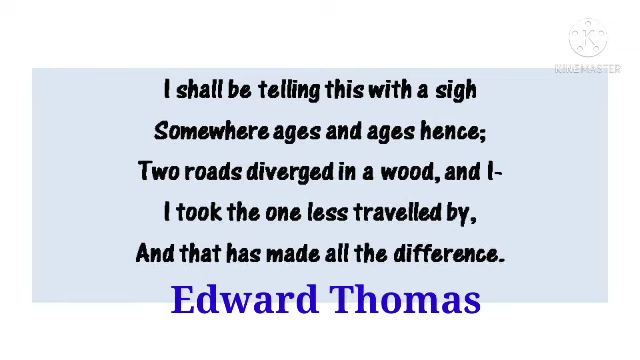 KINEMASTER
I shall be telling this with a sigh
Somewhere ages and ages hence;
Two roads diverged in a wood, and I-
I took the one less travelled by,
And that has made all the difference.
Edward Thomas